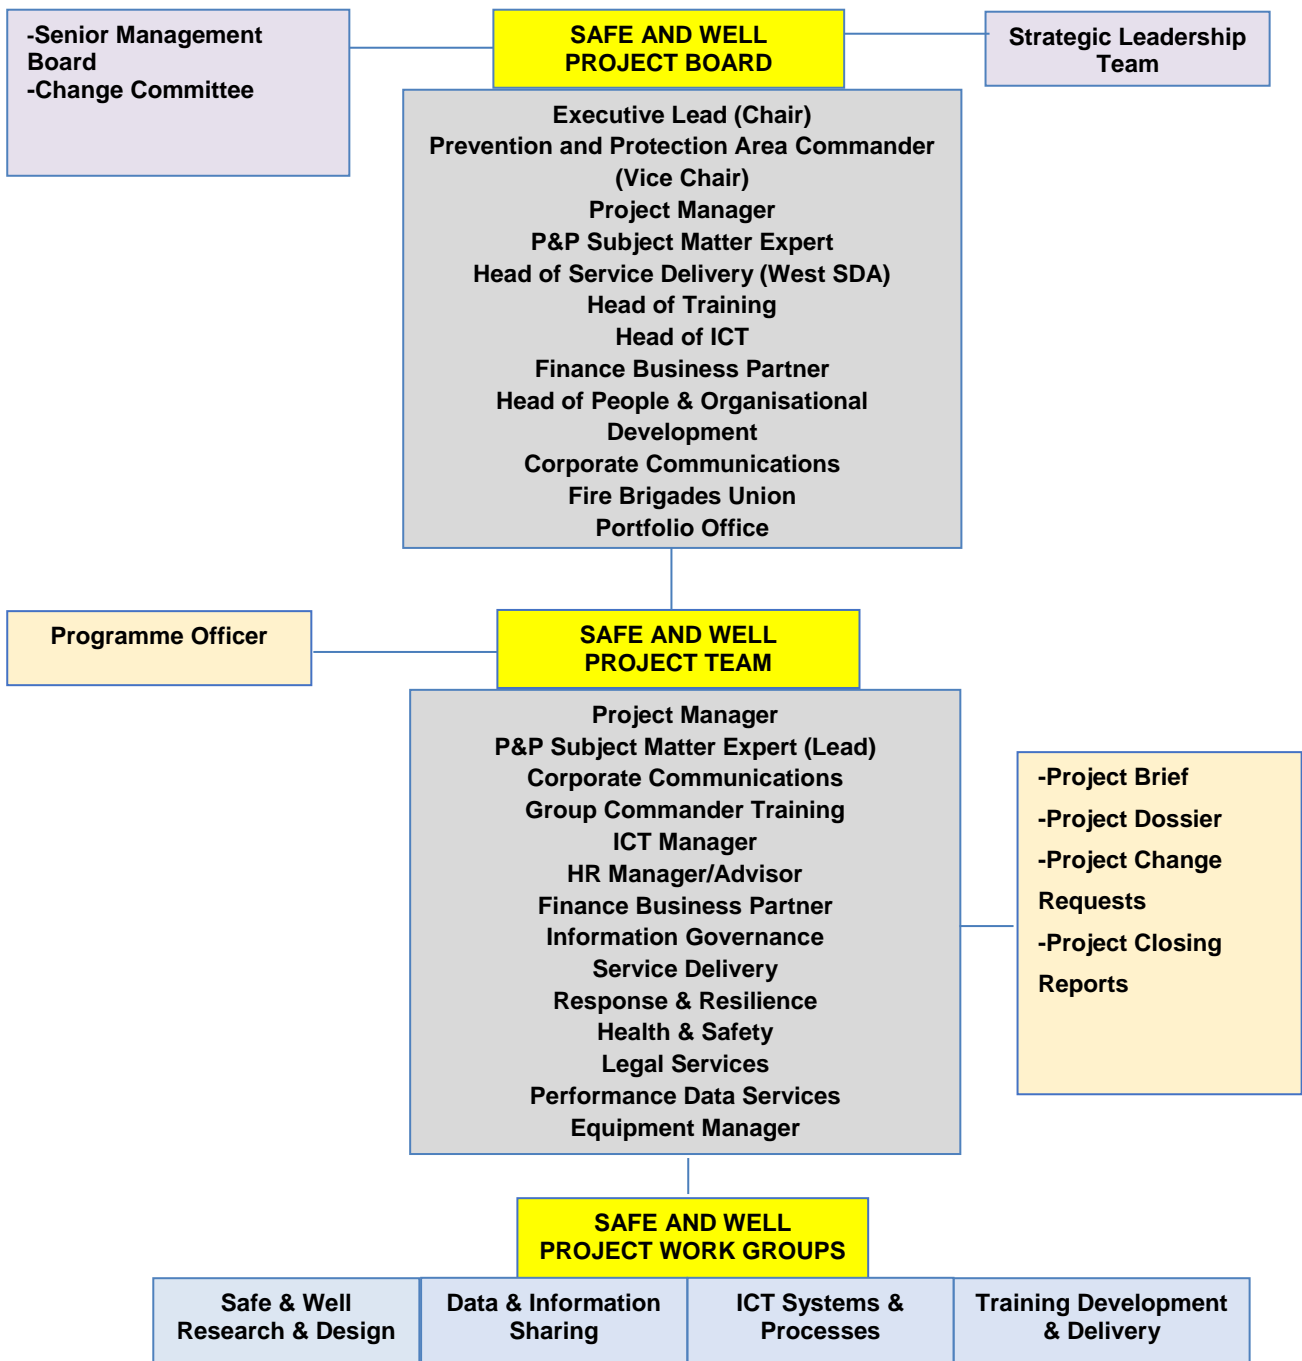 -Senior Management
Board
-Change Committee
SAFE AND WELL
PROJECT BOARD
Strategic Leadership
Team
Executive Lead (Chair)
Prevention and Protection Area Commander
(Vice Chair)
Project Manager
P&P Subject Matter Expert
Head of Service Delivery (West SDA)
Head of Training
Head of ICT
Finance Business Partner
Head of People & Organisational
Development
Corporate Communications
Fire Brigades Union
Portfolio Office
Programme Officer
SAFE AND WELL
PROJECT TEAM
Project Manager
P&P Subject Matter Expert (Lead)
Corporate Communications
Group Commander Training
ICT Manager
HR Manager/Advisor
Finance Business Partner
Information Governance
Service Delivery
Response & Resilience
Health & Safety
Legal Services
Performance Data Services
Equipment Manager
-Project Brief
-Project Dossier
-Project Change
Requests
-Project Closing
Reports
SAFE AND WELL
PROJECT WORK GROUPS
Safe & Well
Research & Design
Data & Information
Sharing
ICT Systems &
Processes
Training Development
& Delivery